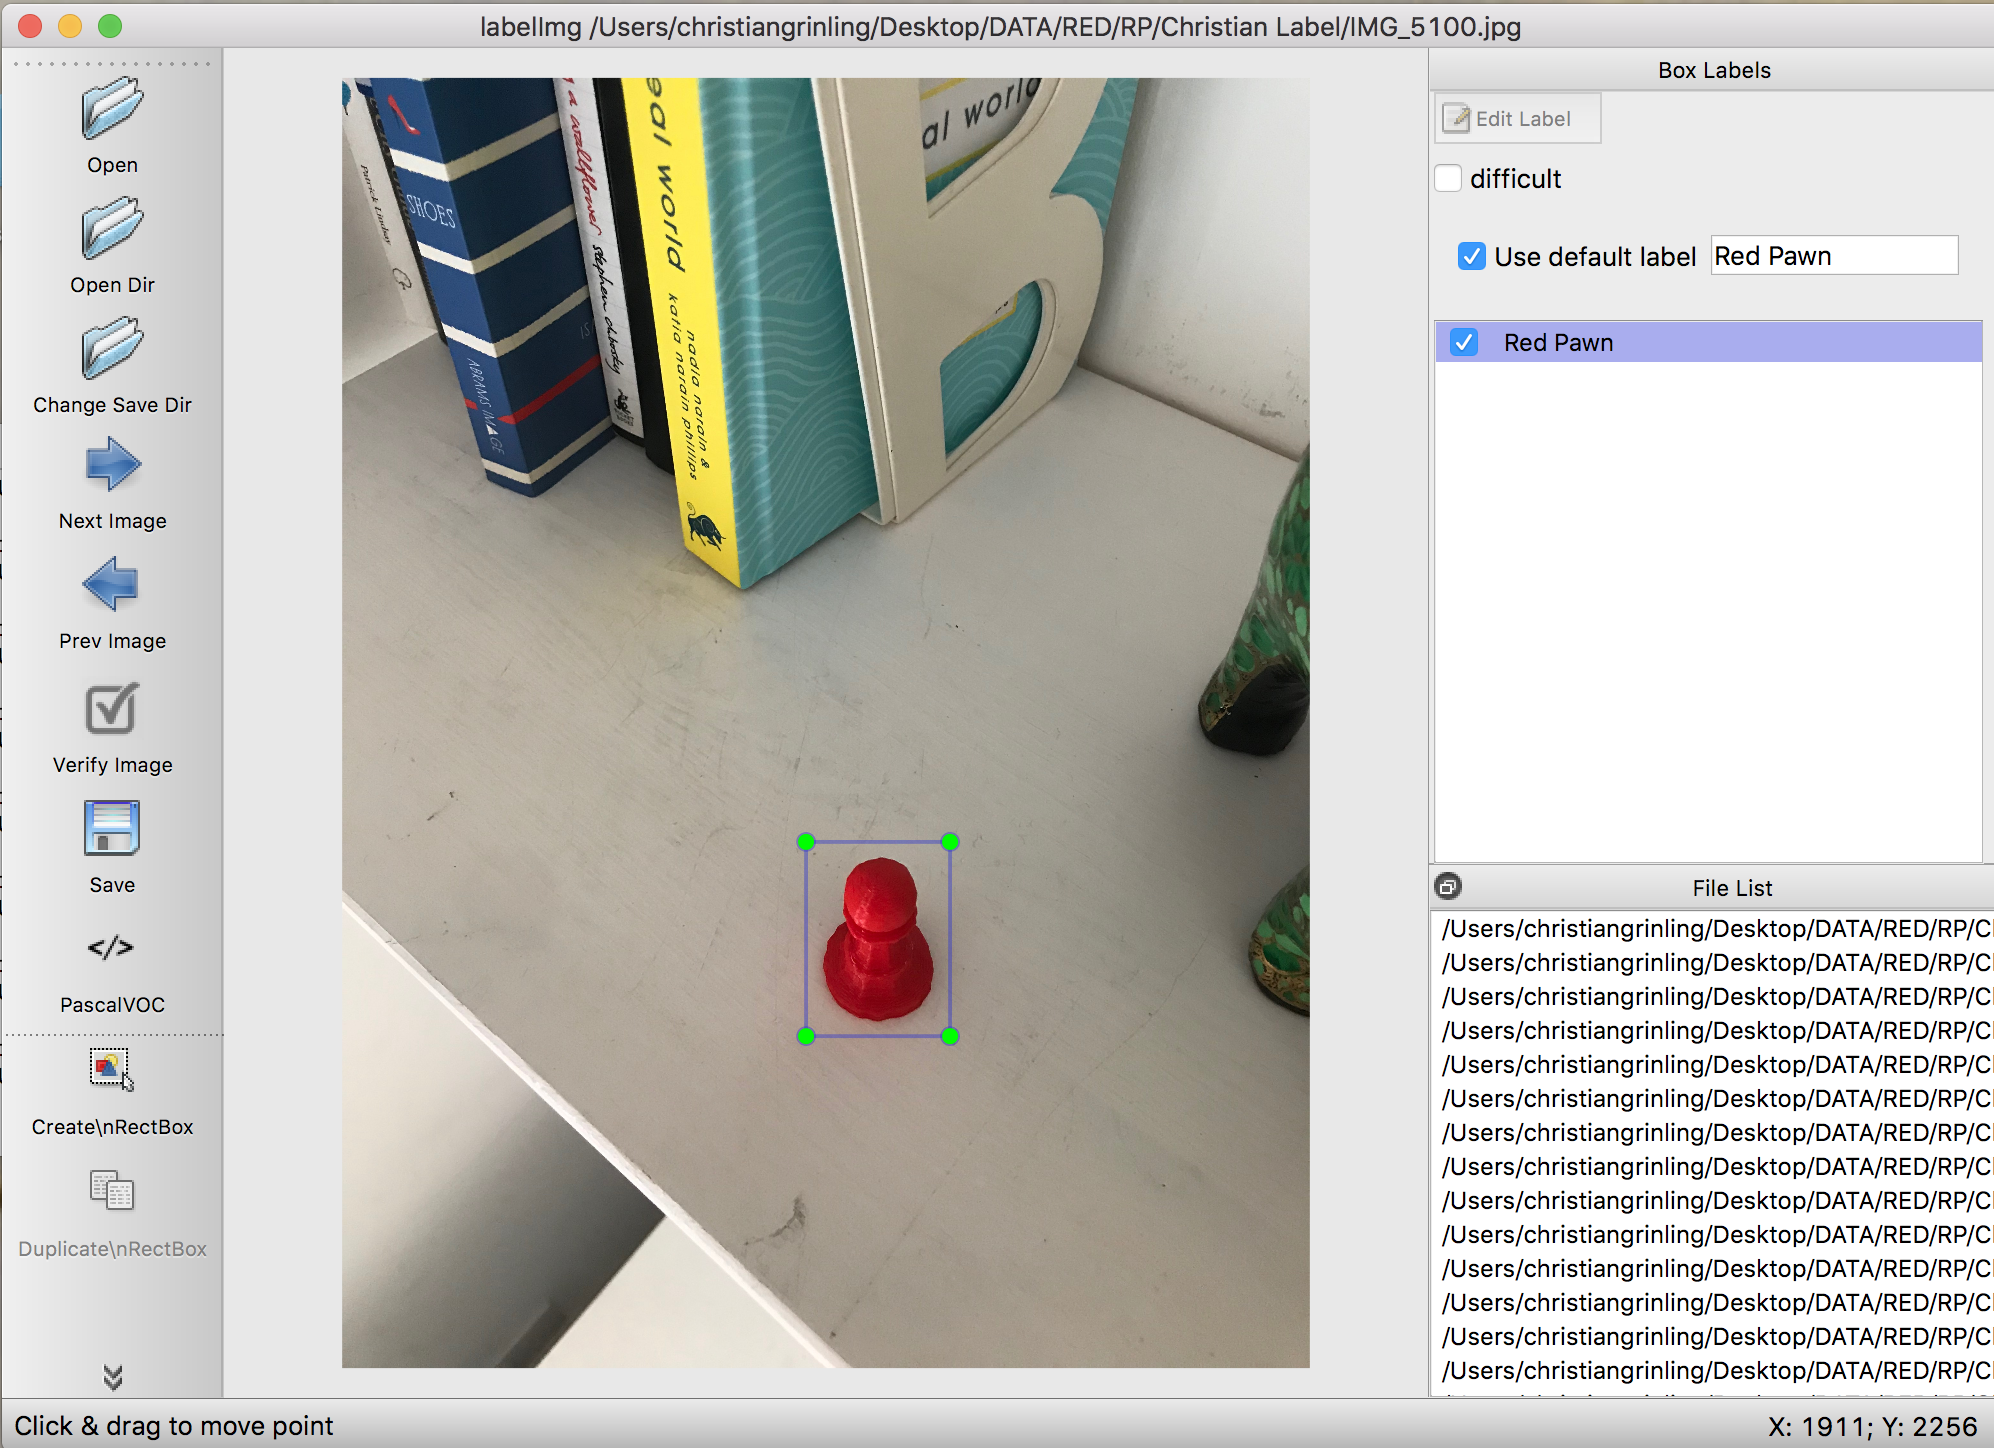 labelImg /Users/christiangrinling/Desktop/DATA/RED/RP/Christian Label/IMG_5100.jpg
Open
Open Dir
Change Save Dir
Next Image
Prev Image
Verify Image
Save
</>
PascalVOC
Create\nRectBox
Duplicate\nRectBox
Patrick Lindsay
SHOES
ABRAMS IMAGE
a wallflower
stephen chbosky
eal world
nadia narain &
katia narain phillips
al world
Box Labels
Edit Label
difficult
Use default label
Red Pawn
Red Pawn
File List
/Users/christiangrinling/Desktop/DATA/RED/RP/C
/Users/christiangrinling/Desktop/DATA/RED/RP/C
/Users/christiangrinling/Desktop/DATA/RED/RP/C
/Users/christiangrinling/Desktop/DATA/RED/RP/C
/Users/christiangrinling/Desktop/DATA/RED/RP/C
/Users/christiangrinling/Desktop/DATA/RED/RP/C
/Users/christiangrinling/Desktop/DATA/RED/RP/C
/Users/christiangrinling/Desktop/DATA/RED/RP/C
/Users/christiangrinling/Desktop/DATA/RED/RP/C
/Users/christiangrinling/Desktop/DATA/RED/RP/C
/Users/christiangrinling/Desktop/DATA/RED/RP/C
/Users/christiangrinling/Desktop/DATA/RED/RP/C
/Users/christiangrinling/Desktop/DATA/RED/RP/C
/Users/christiangrinling/Desktop/DATA/RED/RP/C
Click & drag to move point
X: 1911; Y: 2256